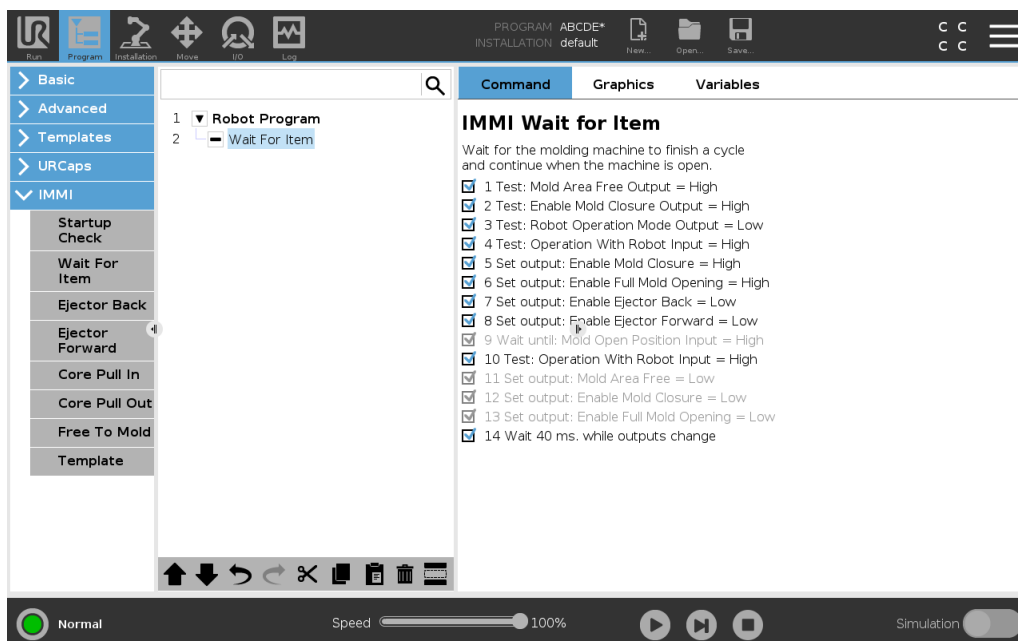 PROGRAM ABCDE*
INSTALLATION default
Run
Program
Installation
Move
I/O
Log
New...
Open...
Save...
C C
C C
Basic
Advanced
Templates
URCaps
IMMI
Startup
Check
Wait For
Item
Ejector Back
Ejector
Forward
Core Pull In
Core Pull Out
Free To Mold
Template
1 Robot Program
2 Wait For Item
Command
Graphics
Variables
IMMI Wait for Item
Wait for the molding machine to finish a cycle
and continue when the machine is open.
1 Test: Mold Area Free Output = High
2 Test: Enable Mold Closure Output = High
3 Test: Robot Operation Mode Output = Low
4 Test: Operation With Robot Input = High
5 Set output: Enable Mold Closure = High
6 Set output: Enable Full Mold Opening = High
7 Set output: Enable Ejector Back = Low
8 Set output: Enable Ejector Forward = Low
9 Wait until: Mold Open Position Input = High
10 Test: Operation With Robot Input = High
11 Set output: Mold Area Free = Low
12 Set output: Enable Mold Closure = Low
13 Set output: Enable Full Mold Opening = Low
14 Wait 40 ms. while outputs change
Normal
Speed
100%
Simulation